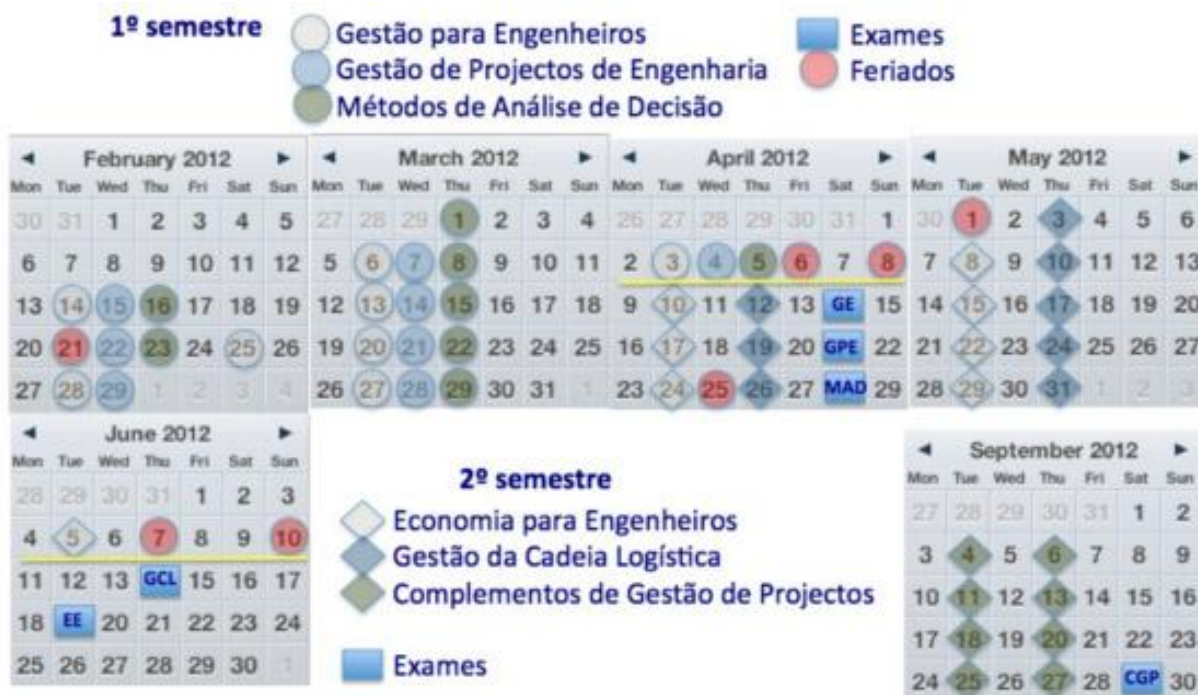 1º semestre
Gestão para Engenheiros
Gestão de Projectos de Engenharia
Métodos de Análise de Decisão
Exames
Feriados
◄ February 2012 ►
Mon Tue Wed Thu Fri Sat Sun
30 31 1 2 3 4 5
6 7 8 9 10 11 12
13 14 15 16 17 18 19
20 21 22 23 24 25 26
27 28 29 1 2 3 4
◄ March 2012 ►
Mon Tue Wed Thu Fri Sat Sun
27 28 29 1 2 3 4
5 6 7 8 9 10 11
12 13 14 15 16 17 18
19 20 21 22 23 24 25
26 27 28 29 30 31 1
◄ April 2012 ►
Mon Tue Wed Thu Fri Sat Sun
26 27 28 29 30 31 1
2 3 4 5 6 7 8
9 10 11 12 13 GE 15
16 17 18 19 20 GPE 22
23 24 25 26 27 MAD 29
◄ May 2012 ►
Mon Tue Wed Thu Fri Sat Sun
30 1 2 3 4 5 6
7 8 9 10 11 12 13
14 15 16 17 18 19 20
21 22 23 24 25 26 27
28 29 30 31 1 2 3
◄ June 2012 ►
Mon Tue Wed Thu Fri Sat Sun
28 29 30 31 1 2 3
4 5 6 7 8 9 10
11 12 13 GCL 15 16 17
18 EE 20 21 22 23 24
25 26 27 28 29 30 1
2º semestre
Economia para Engenheiros
Gestão da Cadeia Logística
Complementos de Gestão de Projectos
Exames
◄ September 2012 ►
Mon Tue Wed Thu Fri Sat Sun
27 28 29 30 31 1 2
3 4 5 6 7 8 9
10 11 12 13 14 15 16
17 18 19 20 21 22 23
24 25 26 27 28 CGP 30